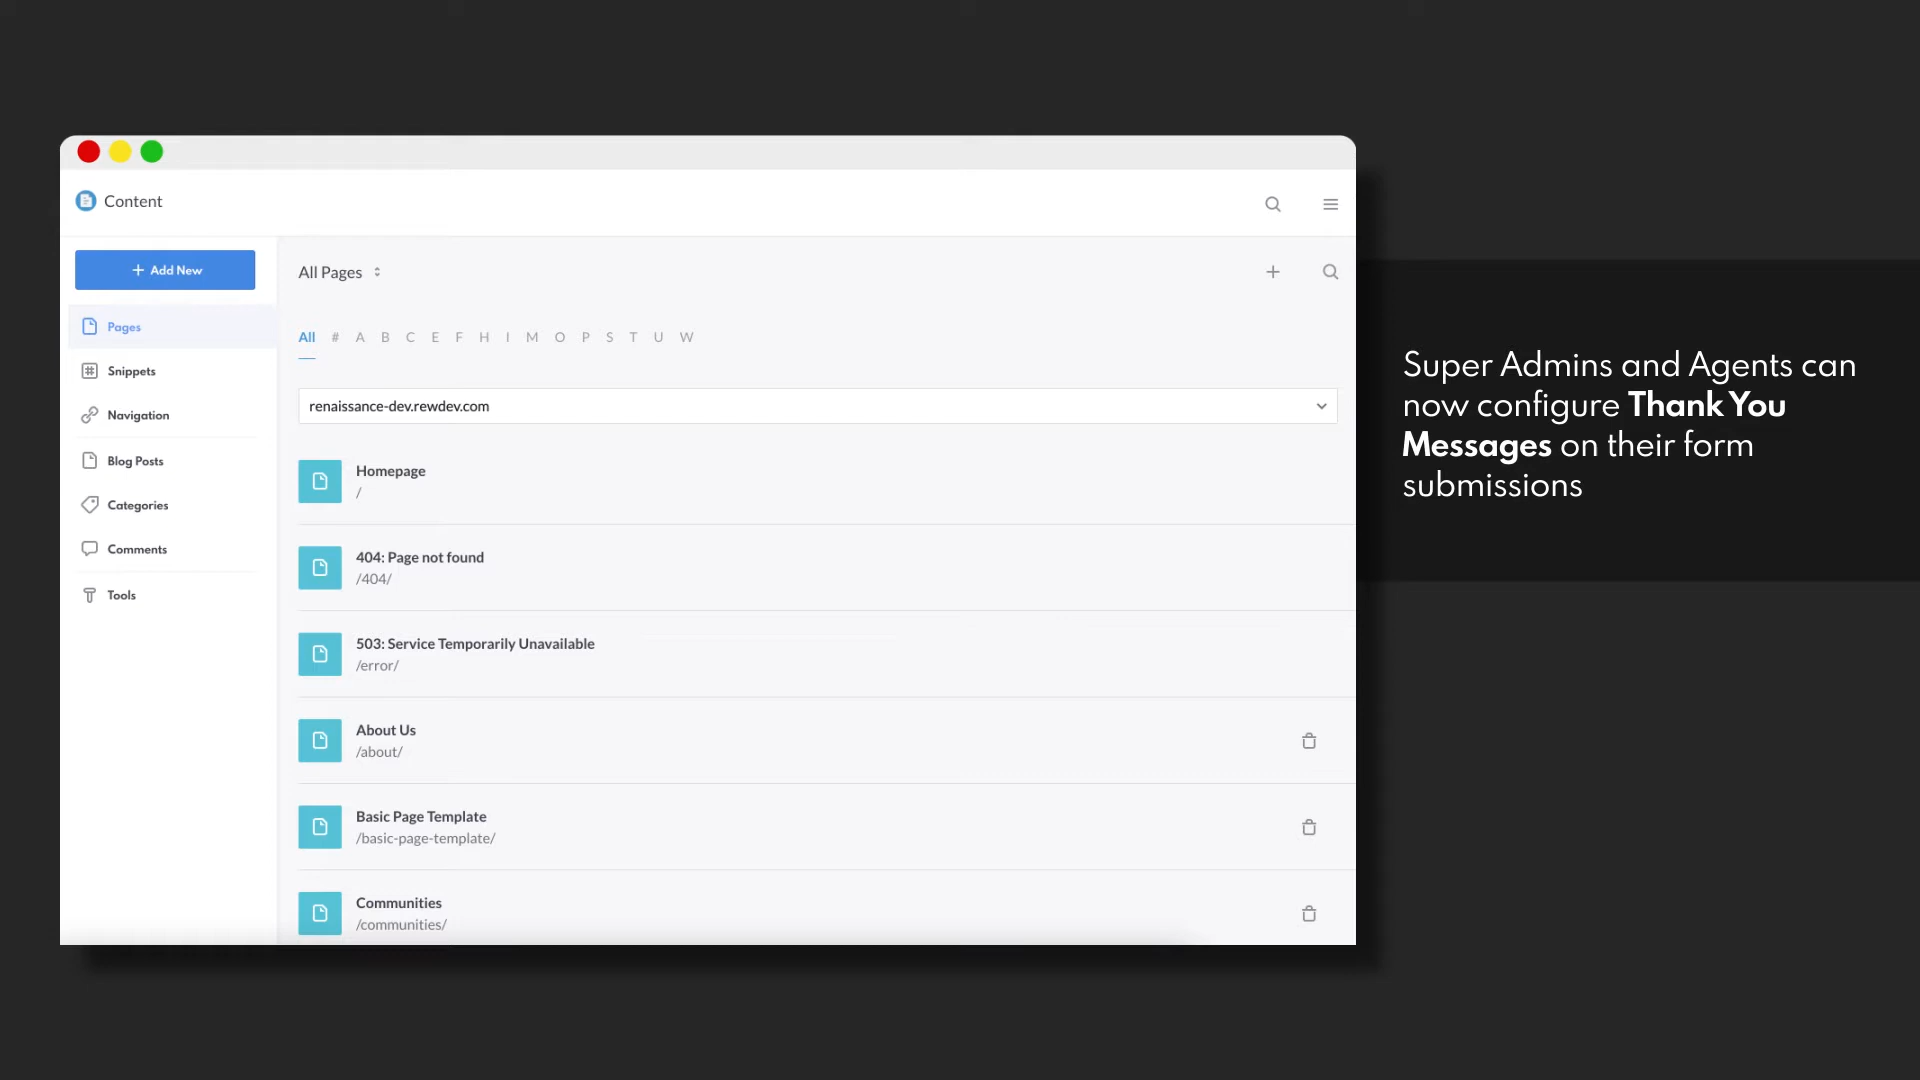 Content
Add New
Pages
Snippets
Navigation
Blog Posts
Categories
Comments
Tools
All Pages
All # A B C E F H I M O P S T U W
renaissance-dev.rewdev.com
Homepage
/
404: Page not found
/404/
503: Service Temporarily Unavailable
/error/
About Us
/about/
Basic Page Template
/basic-page-template/
Communities
/communities/
Super Admins and Agents can
now configure Thank You
Messages on their form
submissions